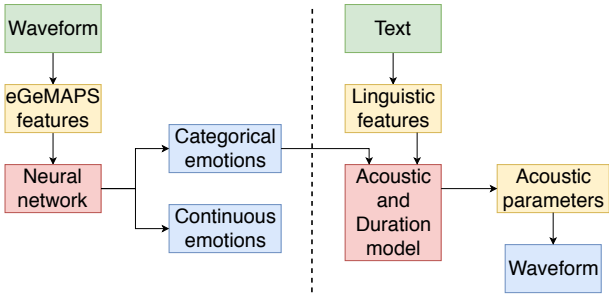 Waveform
eGeMAPS
features
Neural
network
Categorical
emotions
Continuous
emotions
Text
Linguistic
features
Acoustic
and
Duration
model
Acoustic
parameters
Waveform